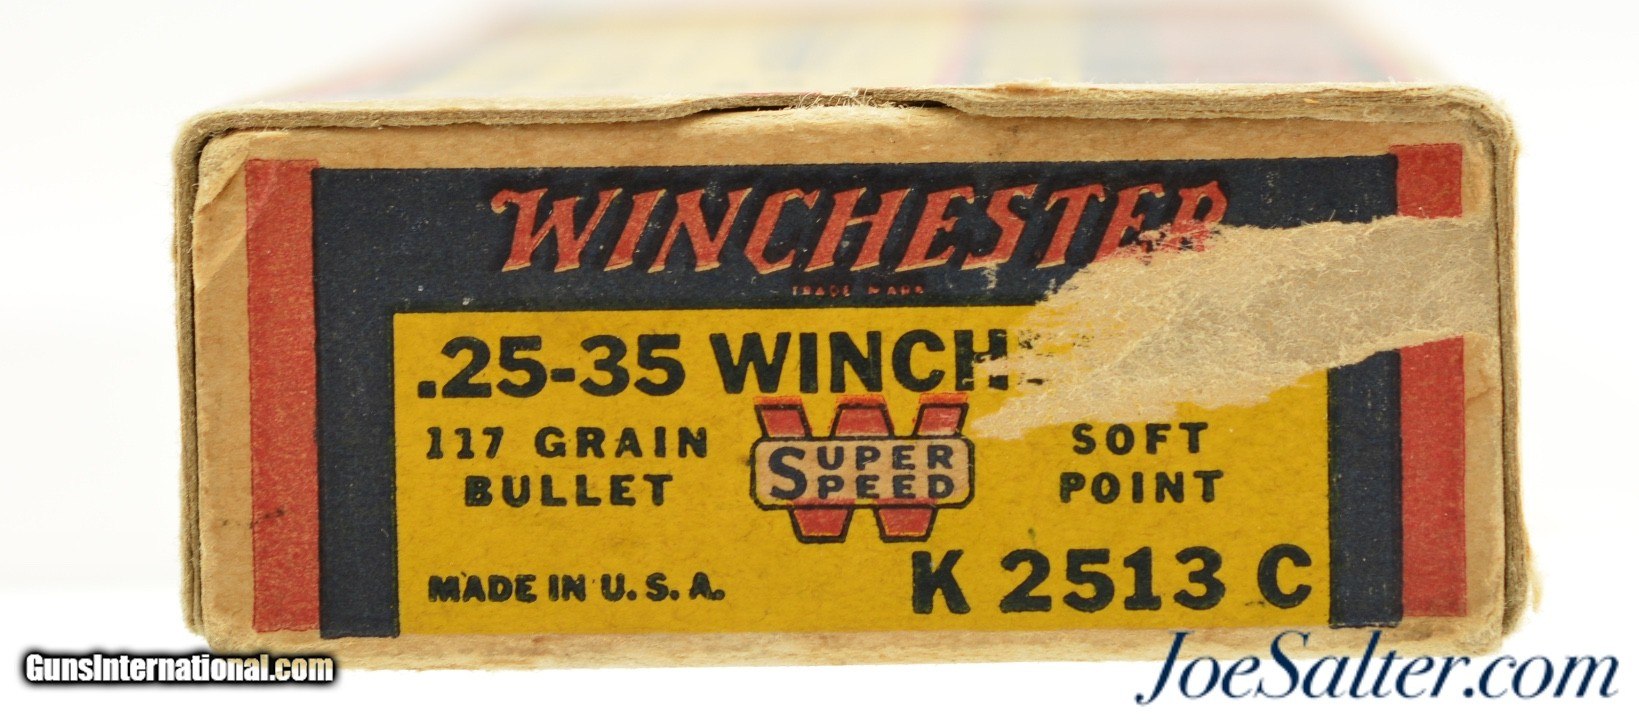 WINCHESTER
TRADE MARK
.25-35 WINCH
117 GRAIN
BULLET
SUPER
SPEED
SOFT
POINT
MADE IN U.S.A.
K 2513 C
GunsInternational.com
JoeSalter.com